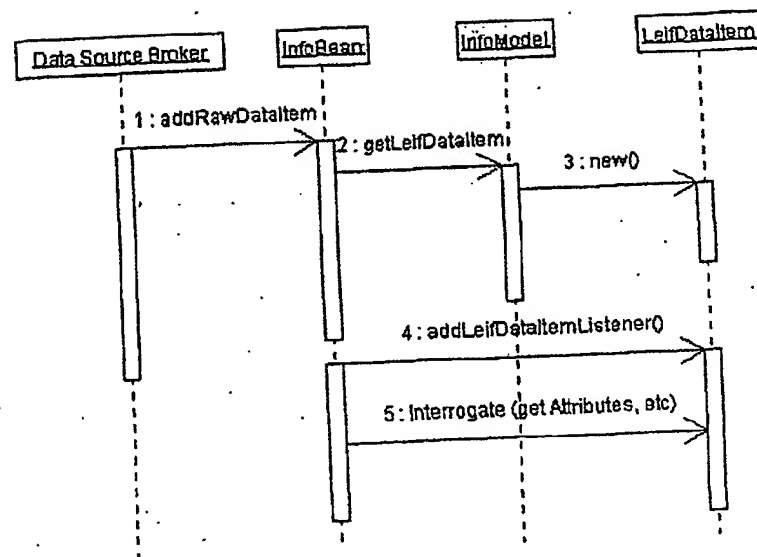 Data Source Broker
InfoBean
InfoModel
LeifDataItem
1 : addRawDataItem
2 : getLeifDataItem
3 : new()
4 : addLeifDataItemListener()
5 : Interrogate (get Attributes, etc)